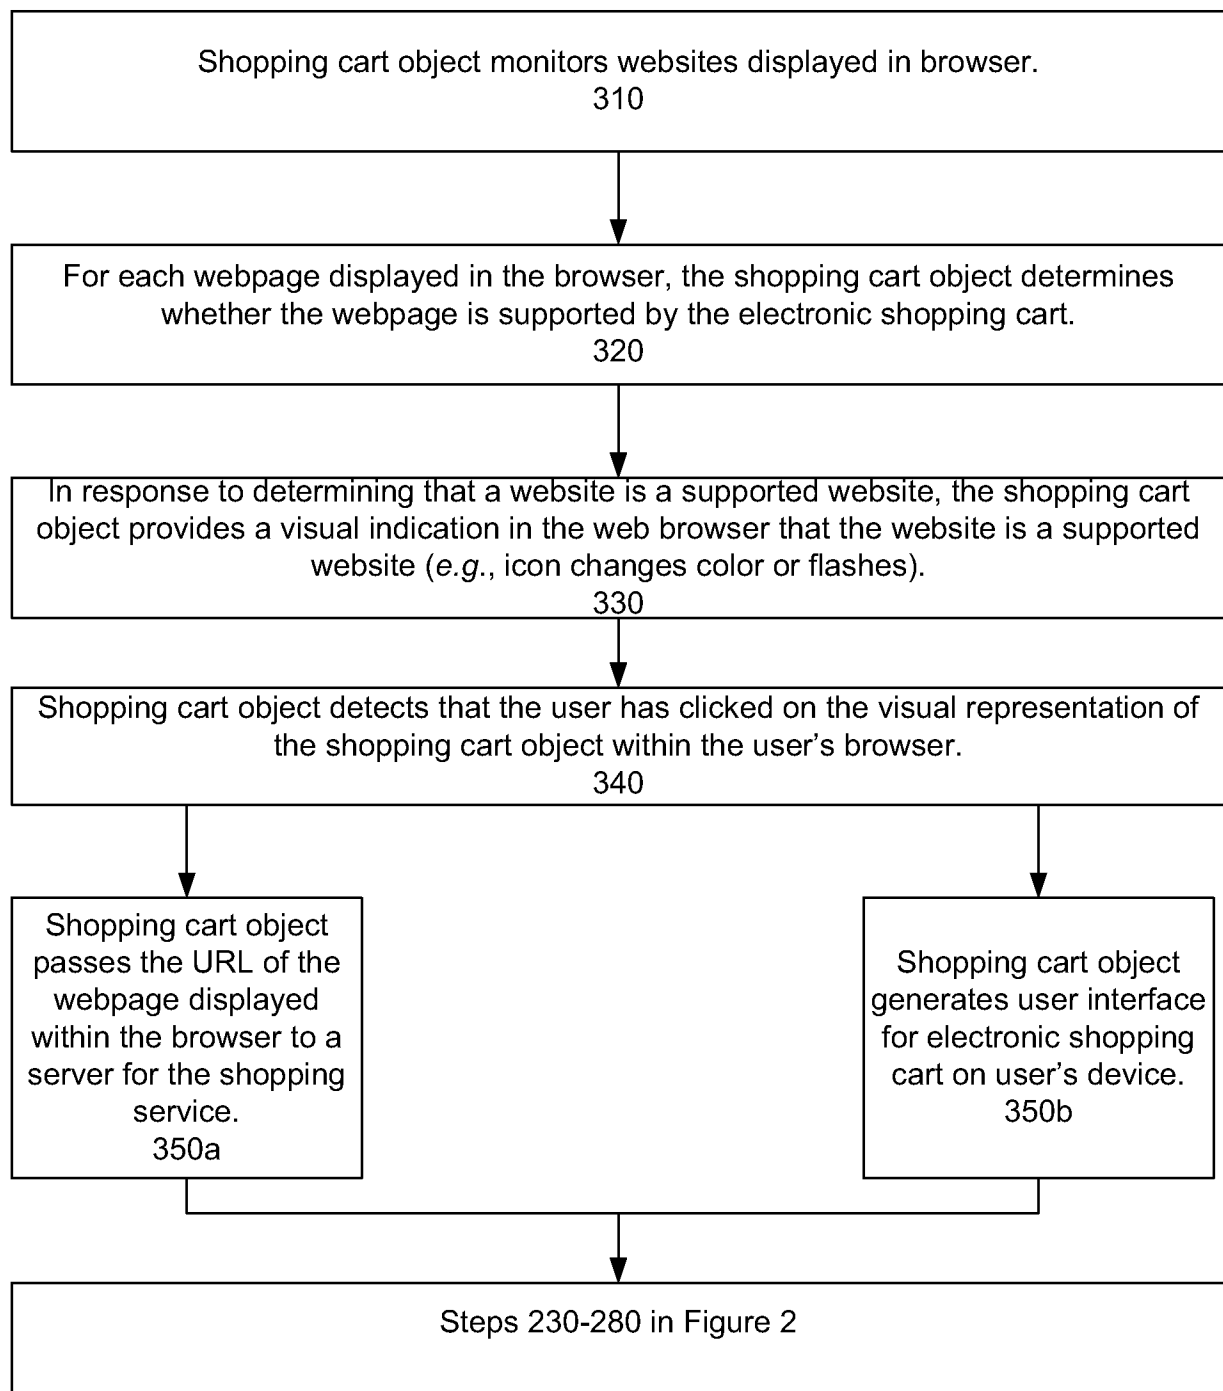 Shopping cart object monitors websites displayed in browser.
310
For each webpage displayed in the browser, the shopping cart object determines
whether the webpage is supported by the electronic shopping cart.
320
In response to determining that a website is a supported website, the shopping cart
object provides a visual indication in the web browser that the website is a supported
website (e.g., icon changes color or flashes).
330
Shopping cart object detects that the user has clicked on the visual representation of
the shopping cart object within the user’s browser.
340
Shopping cart object
passes the URL of the
webpage displayed
within the browser to a
server for the shopping
service.
350a
Shopping cart object
generates user interface
for electronic shopping
cart on user’s device.
350b
Steps 230-280 in Figure 2